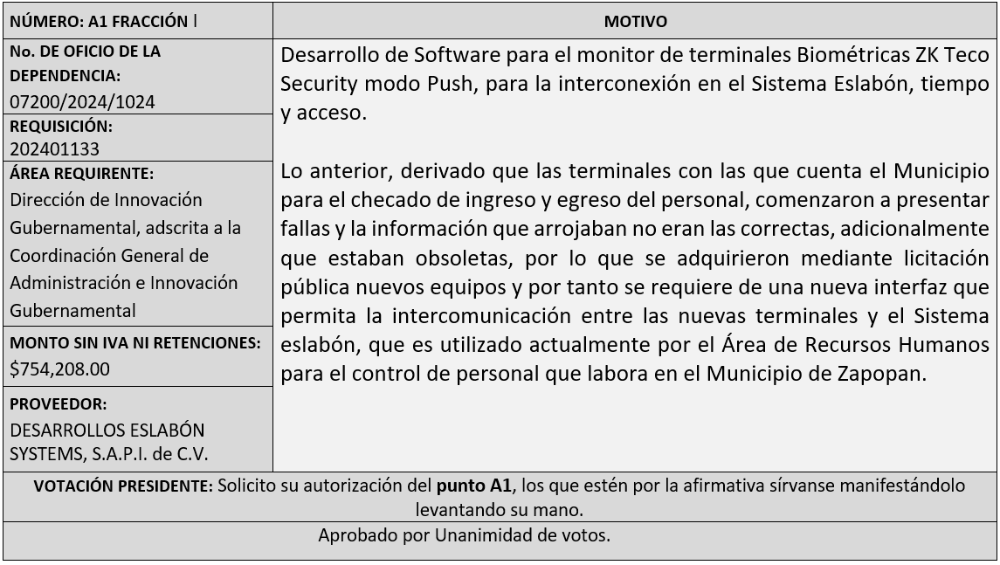 NÚMERO: A1 FRACCIÓN I
MOTIVO
No. DE OFICIO DE LA
DEPENDENCIA:
07200/2024/1024
REQUISICIÓN:
202401133
ÁREA REQUIRENTE:
Dirección de Innovación
Gubernamental, adscrita a la
Coordinación General de
Administración e Innovación
Gubernamental
MONTO SIN IVA NI RETENCIONES:
$754,208.00
PROVEEDOR:
DESARROLLOS ESLABÓN
SYSTEMS, S.A.P.I. de C.V.
Desarrollo de Software para el monitor de terminales Biométricas ZK Teco
Security modo Push, para la interconexión en el Sistema Eslabón, tiempo
y acceso.
Lo anterior, derivado que las terminales con las que cuenta el Municipio
para el checado de ingreso y egreso del personal, comenzaron a presentar
fallas y la información que arrojaban no eran las correctas, adicionalmente
que estaban obsoletas, por lo que se adquirieron mediante licitación
pública nuevos equipos y por tanto se requiere de una nueva interfaz que
permita la intercomunicación entre las nuevas terminales y el Sistema
eslabón, que es utilizado actualmente por el Área de Recursos Humanos
para el control de personal que labora en el Municipio de Zapopan.
VOTACIÓN PRESIDENTE: Solicito su autorización del punto A1, los que estén por la afirmativa sírvanse manifestándolo
levantando su mano.
Aprobado por Unanimidad de votos.